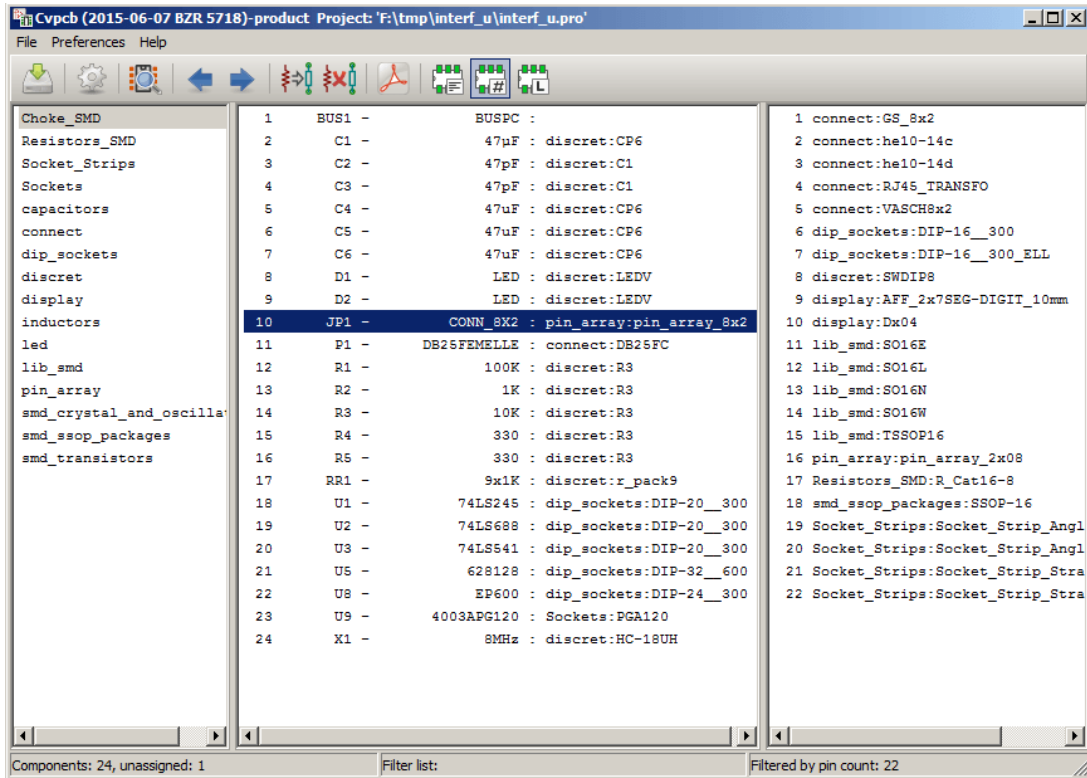 Cvpcb (2015-06-07 BZR 5718)-product Project: 'F:\tmp\interf_u\interf_u.pro'
File Preferences Help
Choke_SMD
Resistors_SMD
Socket_Strips
Sockets
capacitors
connect
dip_sockets
discret
display
inductors
led
lib_smd
pin_array
smd_crystal_and_oscilla
smd_ssop_packages
smd_transistors
1 BUS1 - BUSPC :
2 C1 - 47µF : discret:CP6
3 C2 - 47pF : discret:C1
4 C3 - 47pF : discret:C1
5 C4 - 47uF : discret:CP6
6 C5 - 47uF : discret:CP6
7 C6 - 47uF : discret:CP6
8 D1 - LED : discret:LEDV
9 D2 - LED : discret:LEDV
10 JP1 - CONN_8X2 : pin_array:pin_array_8x2
11 P1 - DB25FEMELLE : connect:DB25FC
12 R1 - 100K : discret:R3
13 R2 - 1K : discret:R3
14 R3 - 10K : discret:R3
15 R4 - 330 : discret:R3
16 R5 - 330 : discret:R3
17 RR1 - 9x1K : discret:r_pack9
18 U1 - 74LS245 : dip_sockets:DIP-20__300
19 U2 - 74LS688 : dip_sockets:DIP-20__300
20 U3 - 74LS541 : dip_sockets:DIP-20__300
21 U5 - 628128 : dip_sockets:DIP-32__600
22 U8 - EP600 : dip_sockets:DIP-24__300
23 U9 - 4003APG120 : Sockets:PGA120
24 X1 - 8MHz : discret:HC-18UH
1 connect:GS_8x2
2 connect:he10-14c
3 connect:he10-14d
4 connect:RJ45_TRANSFO
5 connect:VASCH8x2
6 dip_sockets:DIP-16__300
7 dip_sockets:DIP-16__300_ELL
8 discret:SWDIP8
9 display:AFF_2x7SEG-DIGIT_10mm
10 display:Dx04
11 lib_smd:SO16E
12 lib_smd:SO16L
13 lib_smd:SO16N
14 lib_smd:SO16W
15 lib_smd:TSSOP16
16 pin_array:pin_array_2x08
17 Resistors_SMD:R_Cat16-8
18 smd_ssop_packages:SSOP-16
19 Socket_Strips:Socket_Strip_Angl
20 Socket_Strips:Socket_Strip_Angl
21 Socket_Strips:Socket_Strip_Stra
22 Socket_Strips:Socket_Strip_Stra
Components: 24, unassigned: 1
Filter list:
Filtered by pin count: 22